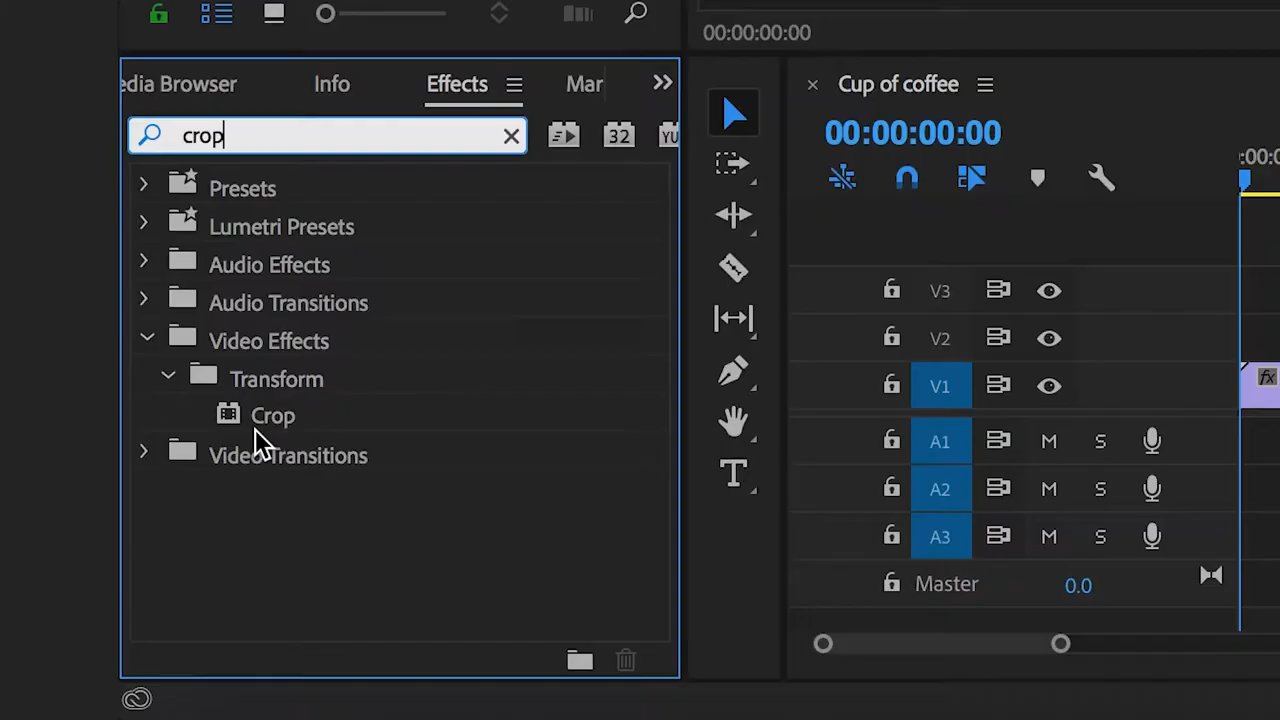 00:00:00:00
edia Browser Info Effects Mar
crop
32 YU
Presets
Lumetri Presets
Audio Effects
Audio Transitions
Video Effects
Transform
Crop
Video Transitions
Cup of coffee
00:00:00:00
:00:0
V3
V2
V1 fx
A1 M S
A2 M S
A3 M S
Master 0.0
T